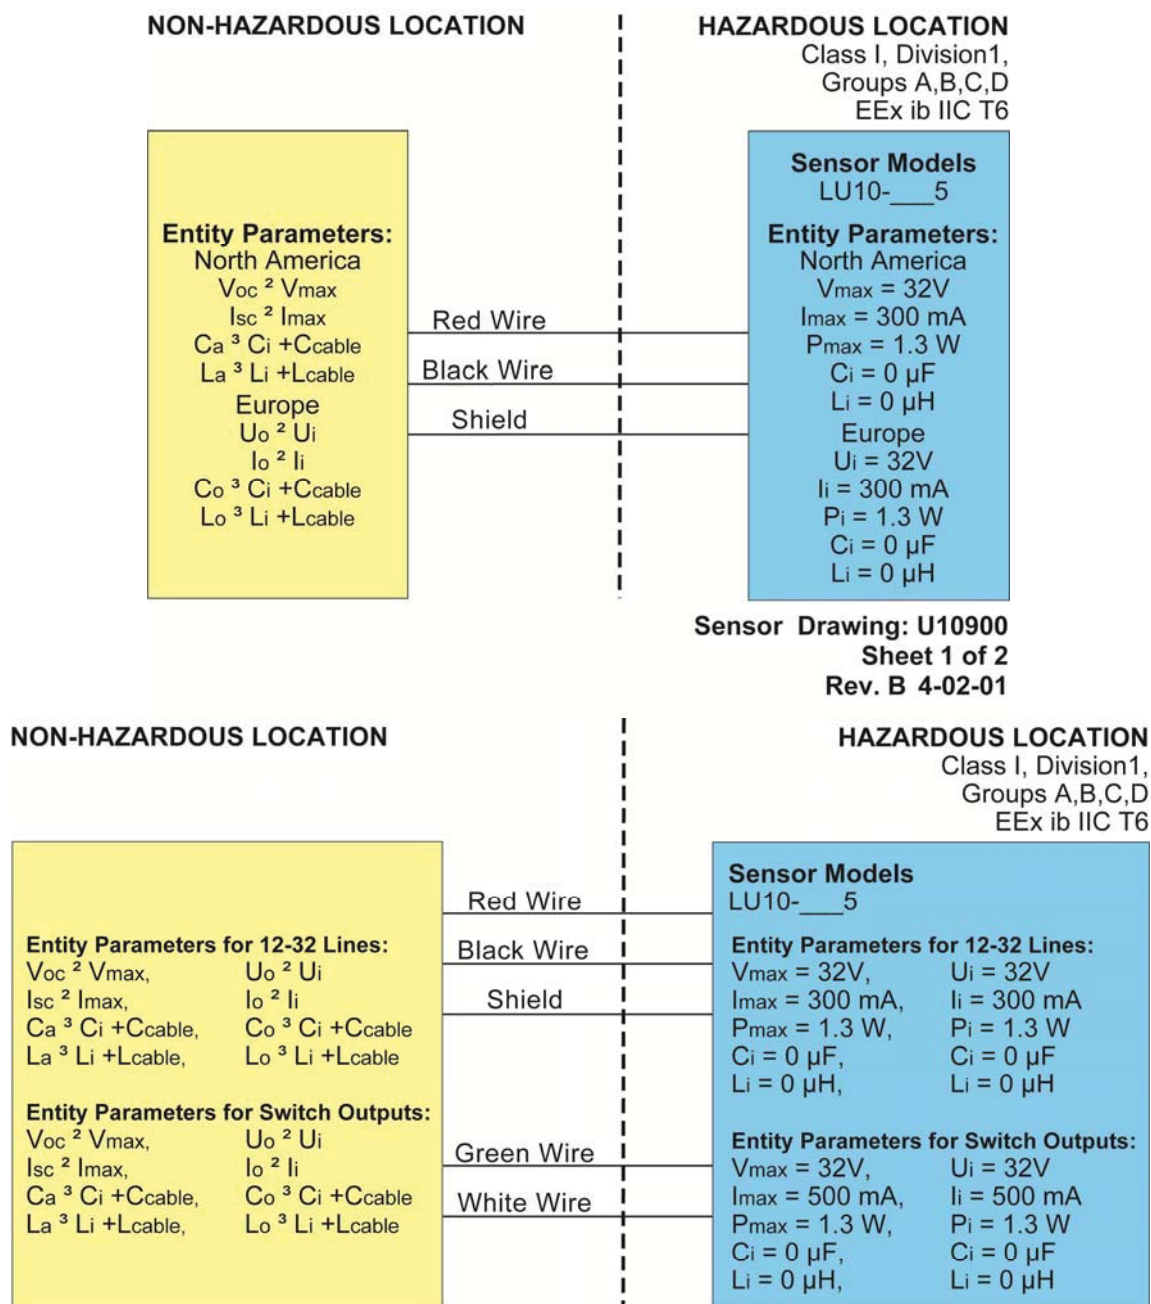 NON-HAZARDOUS LOCATION
HAZARDOUS LOCATION
Class I, Division1,
Groups A,B,C,D
EEx ib IIC T6
Entity Parameters:
North America
Voc ² Vmax
Isc ² Imax
Ca ³ Ci +Ccable
La ³ Li +Lcable
Europe
Uo ² Ui
Io ² Ii
Co ³ Ci +Ccable
Lo ³ Li +Lcable
Red Wire
Black Wire
Shield
Sensor Models
LU10-___5
Entity Parameters:
North America
Vmax = 32V
Imax = 300 mA
Pmax = 1.3 W
Ci = 0 µF
Li = 0 µH
Europe
Ui = 32V
Ii = 300 mA
Pi = 1.3 W
Ci = 0 µF
Li = 0 µH
Sensor Drawing: U10900
Sheet 1 of 2
Rev. B 4-02-01
NON-HAZARDOUS LOCATION
HAZARDOUS LOCATION
Class I, Division1,
Groups A,B,C,D
EEx ib IIC T6
Entity Parameters for 12-32 Lines:
Voc ² Vmax, Uo ² Ui
Isc ² Imax, Io ² Ii
Ca ³ Ci +Ccable, Co ³ Ci +Ccable
La ³ Li +Lcable, Lo ³ Li +Lcable
Entity Parameters for Switch Outputs:
Voc ² Vmax, Uo ² Ui
Isc ² Imax, Io ² Ii
Ca ³ Ci +Ccable, Co ³ Ci +Ccable
La ³ Li +Lcable, Lo ³ Li +Lcable
Red Wire
Black Wire
Shield
Green Wire
White Wire
Sensor Models
LU10-___5
Entity Parameters for 12-32 Lines:
Vmax = 32V, Ui = 32V
Imax = 300 mA, Ii = 300 mA
Pmax = 1.3 W, Pi = 1.3 W
Ci = 0 µF, Ci = 0 µF
Li = 0 µH, Li = 0 µH
Entity Parameters for Switch Outputs:
Vmax = 32V, Ui = 32V
Imax = 500 mA, Ii = 500 mA
Pmax = 1.3 W, Pi = 1.3 W
Ci = 0 µF, Ci = 0 µF
Li = 0 µH, Li = 0 µH